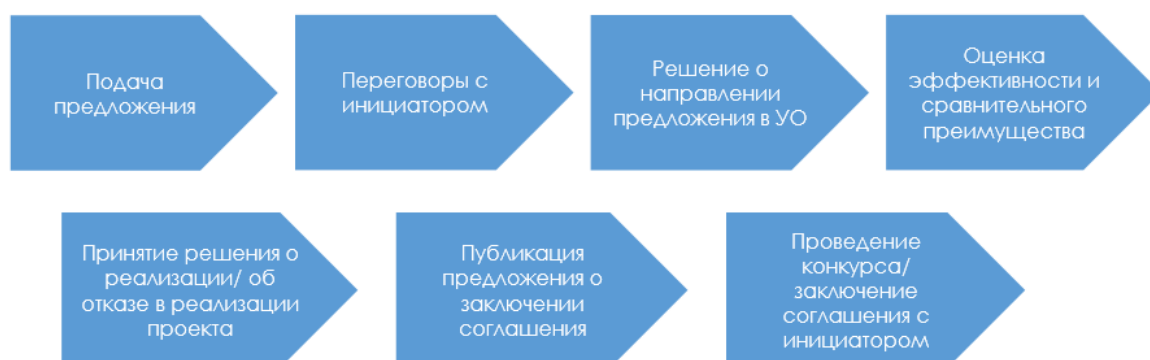 Подача
предложения
Переговоры с
инициатором
Решение о
направлении
предложения в УО
Оценка
эффективности и
сравнительного
преимущества
Принятие решения о
реализации/ об
отказе в реализации
проекта
Публикация
предложения о
заключении
соглашения
Проведение
конкурса/
заключение
соглашения с
инициатором